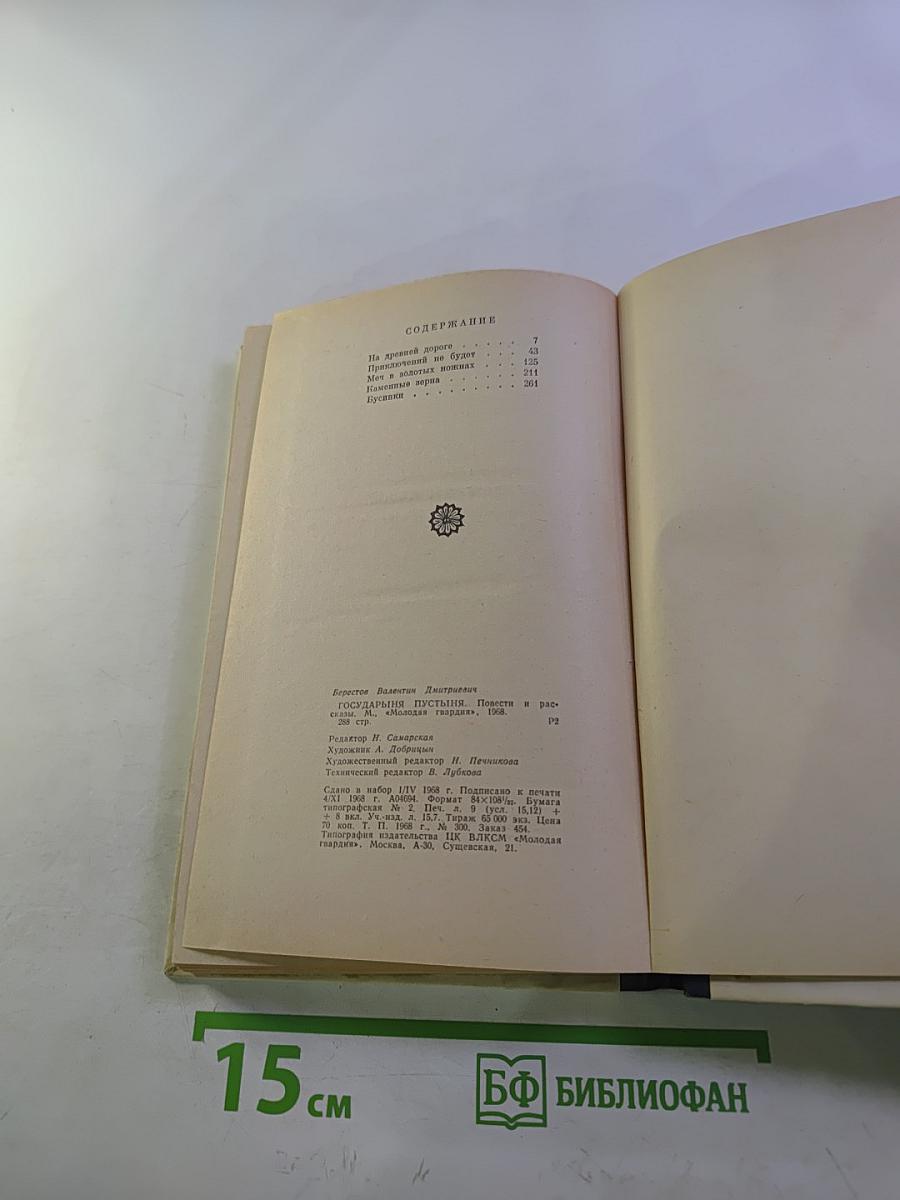 СОДЕРЖАНИЕ
На древней дороге . . . . . 7
Приключений не будет . . . 43
Меч в золотых ножнах . . . 125
Каменные зерна . . . . . . 211
Бусинки . . . . . . . . . 261
Берестов Валентин Дмитриевич
ГОСУДАРЫНЯ ПУСТЫНЯ. Повести и рас-
сказы. М., «Молодая гвардия», 1968.
288 стр. Р2
Редактор Н. Самарская
Художник А. Добрицын
Художественный редактор Н. Печникова
Технический редактор В. Лубкова
Сдано в набор 1/IV 1968 г. Подписано к печати
4/XI 1968 г. А04694. Формат 84×108¹/₃₂. Бумага
типографская № 2. Печ. л. 9 (усл. 15,12) +
+ 8 вкл. Уч.-изд. л. 15,7. Тираж 65 000 экз. Цена
70 коп. Т. П. 1968 г., № 300. Заказ 454.
Типография издательства ЦК ВЛКСМ «Молодая
гвардия». Москва, А-30, Сущевская, 21.
15 см
БФ БИБЛИОФАН